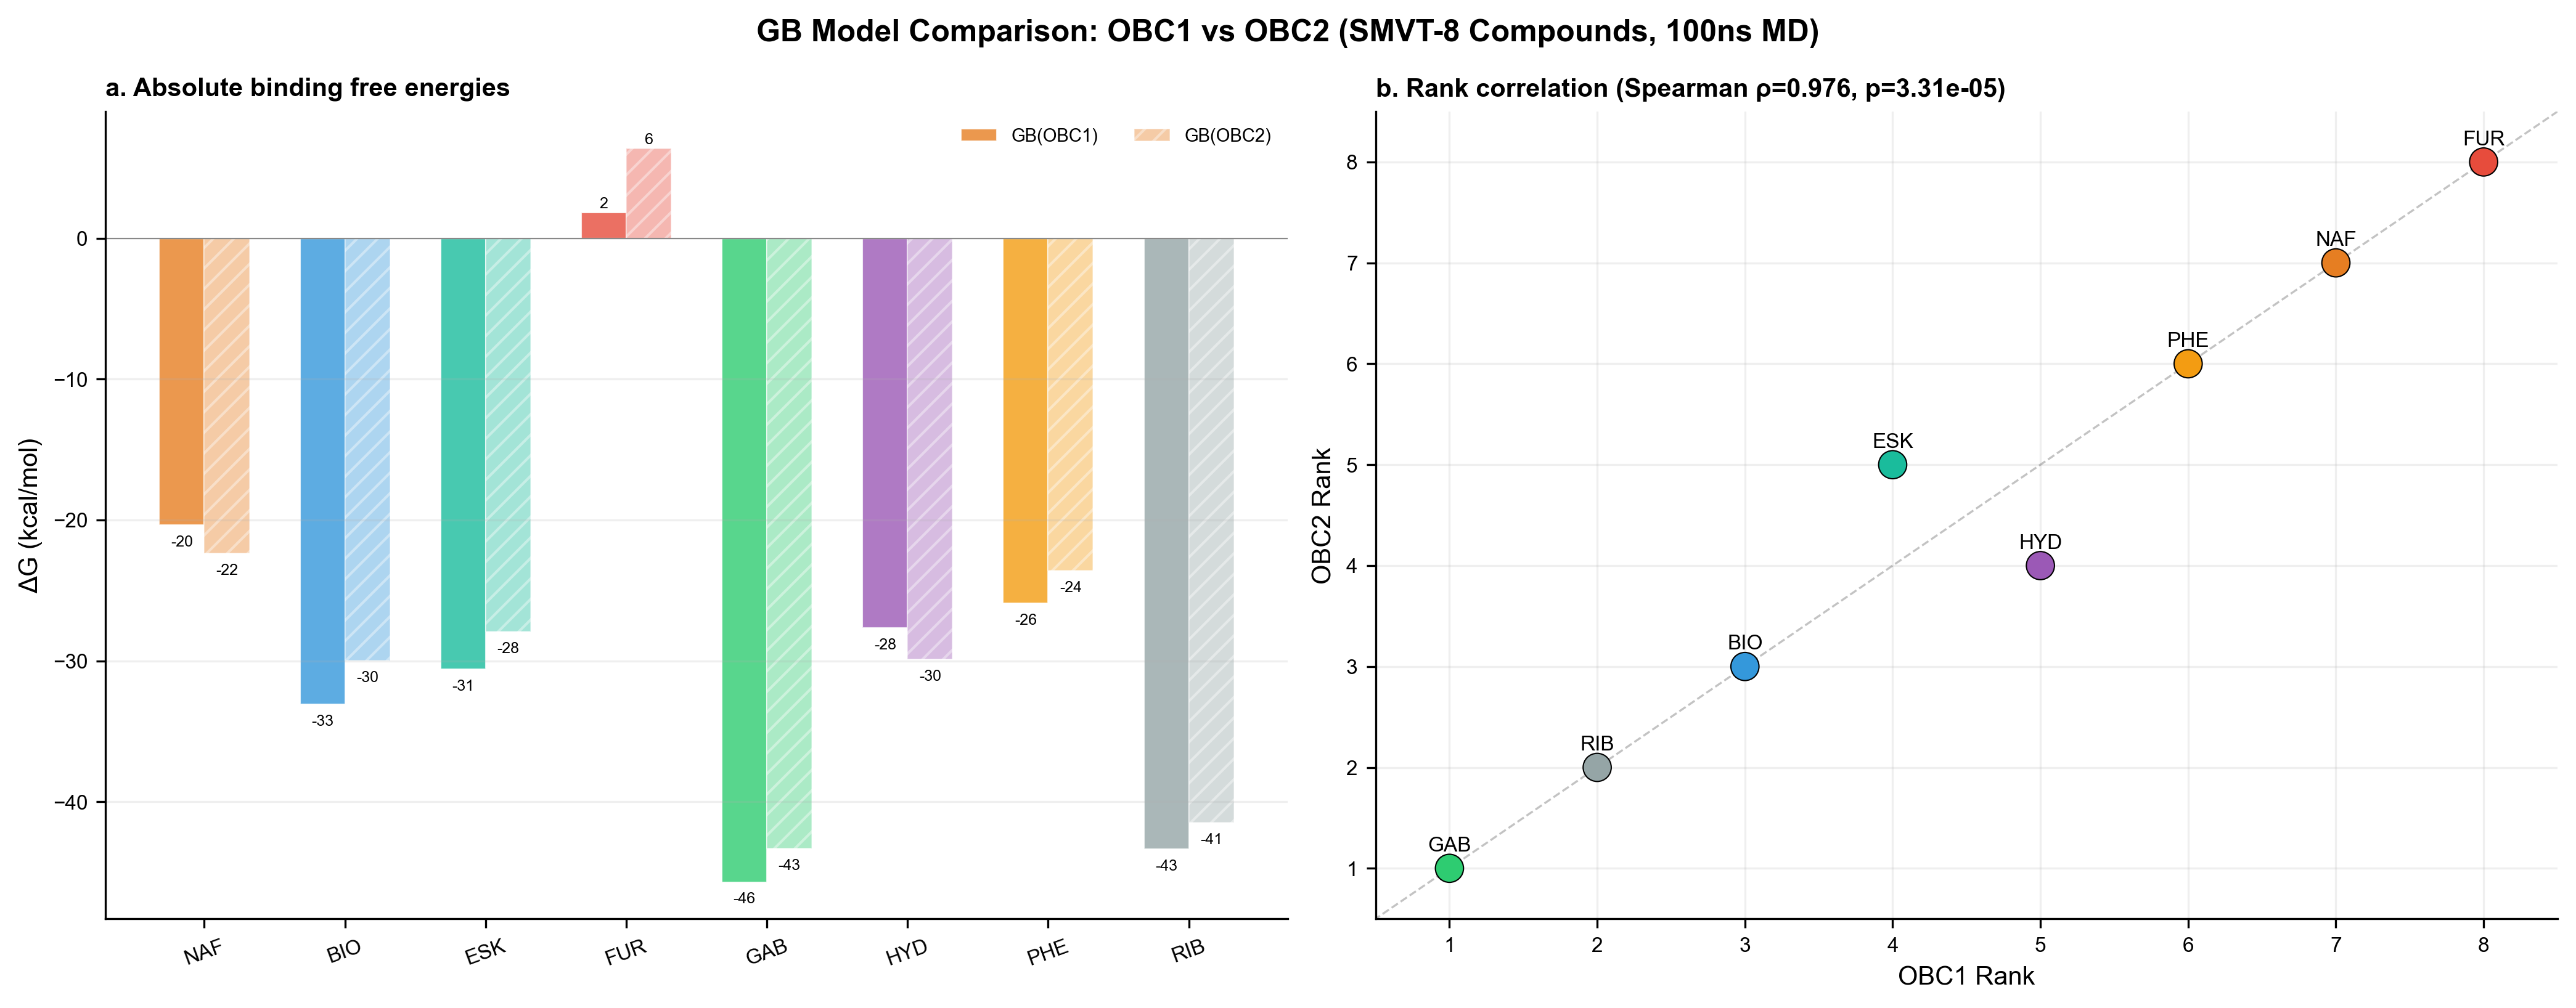 GB Model Comparison: OBC1 vs OBC2 (SMVT-8 Compounds, 100ns MD)
a. Absolute binding free energies
GB(OBC1)
GB(OBC2)
ΔG (kcal/mol)
0
−10
−20
−30
−40
-20
-22
-33
-30
-31
-28
2
6
-46
-43
-28
-30
-26
-24
-43
-41
NAF
BIO
ESK
FUR
GAB
HYD
PHE
RIB
b. Rank correlation (Spearman ρ=0.976, p=3.31e-05)
OBC2 Rank
8
7
6
5
4
3
2
1
FUR
NAF
PHE
ESK
HYD
BIO
RIB
GAB
1
2
3
4
5
6
7
8
OBC1 Rank